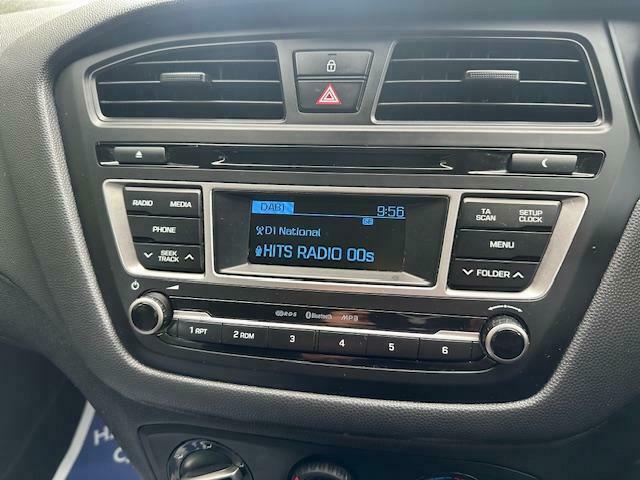 DAB1 9:56
D1 National
HITS RADIO 00s
RADIO MEDIA
PHONE
SEEK
TRACK
TA
SCAN
SETUP
CLOCK
MENU
FOLDER
RDS Bluetooth MP3
1 RPT 2 RDM 3 4 5 6